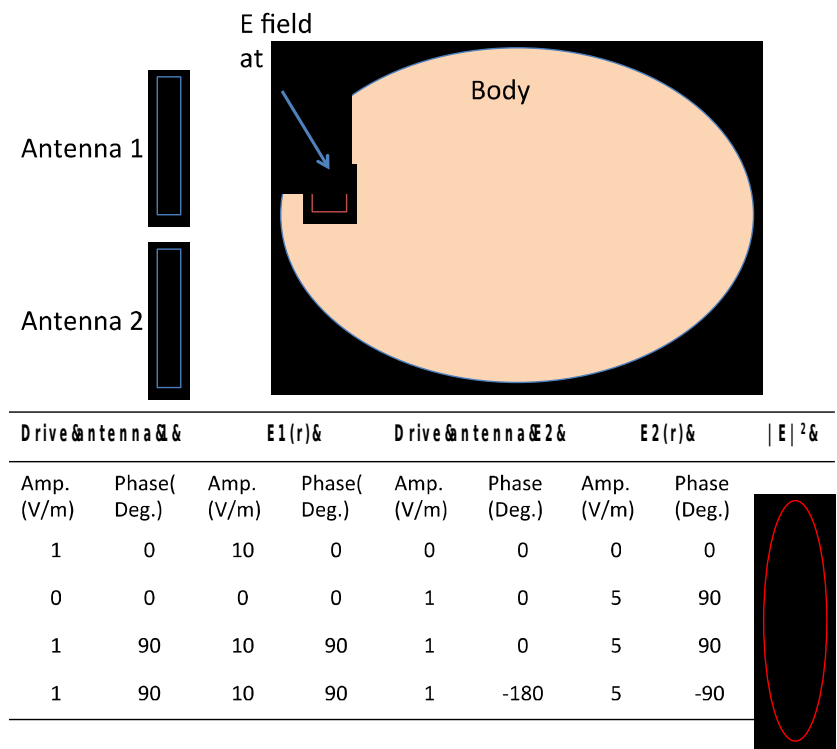 E field
at
Body
Antenna 1
Antenna 2
Drive&antenna&1& E1(r)& Drive&antenna&E2& E2(r)& |E|²&
Amp. (V/m) Phase( Deg.) Amp. (V/m) Phase( Deg.) Amp. (V/m) Phase (Deg.) Amp. (V/m) Phase (Deg.)
1 0 10 0 0 0 0 0
0 0 0 0 1 0 5 90
1 90 10 90 1 0 5 90
1 90 10 90 1 -180 5 -90